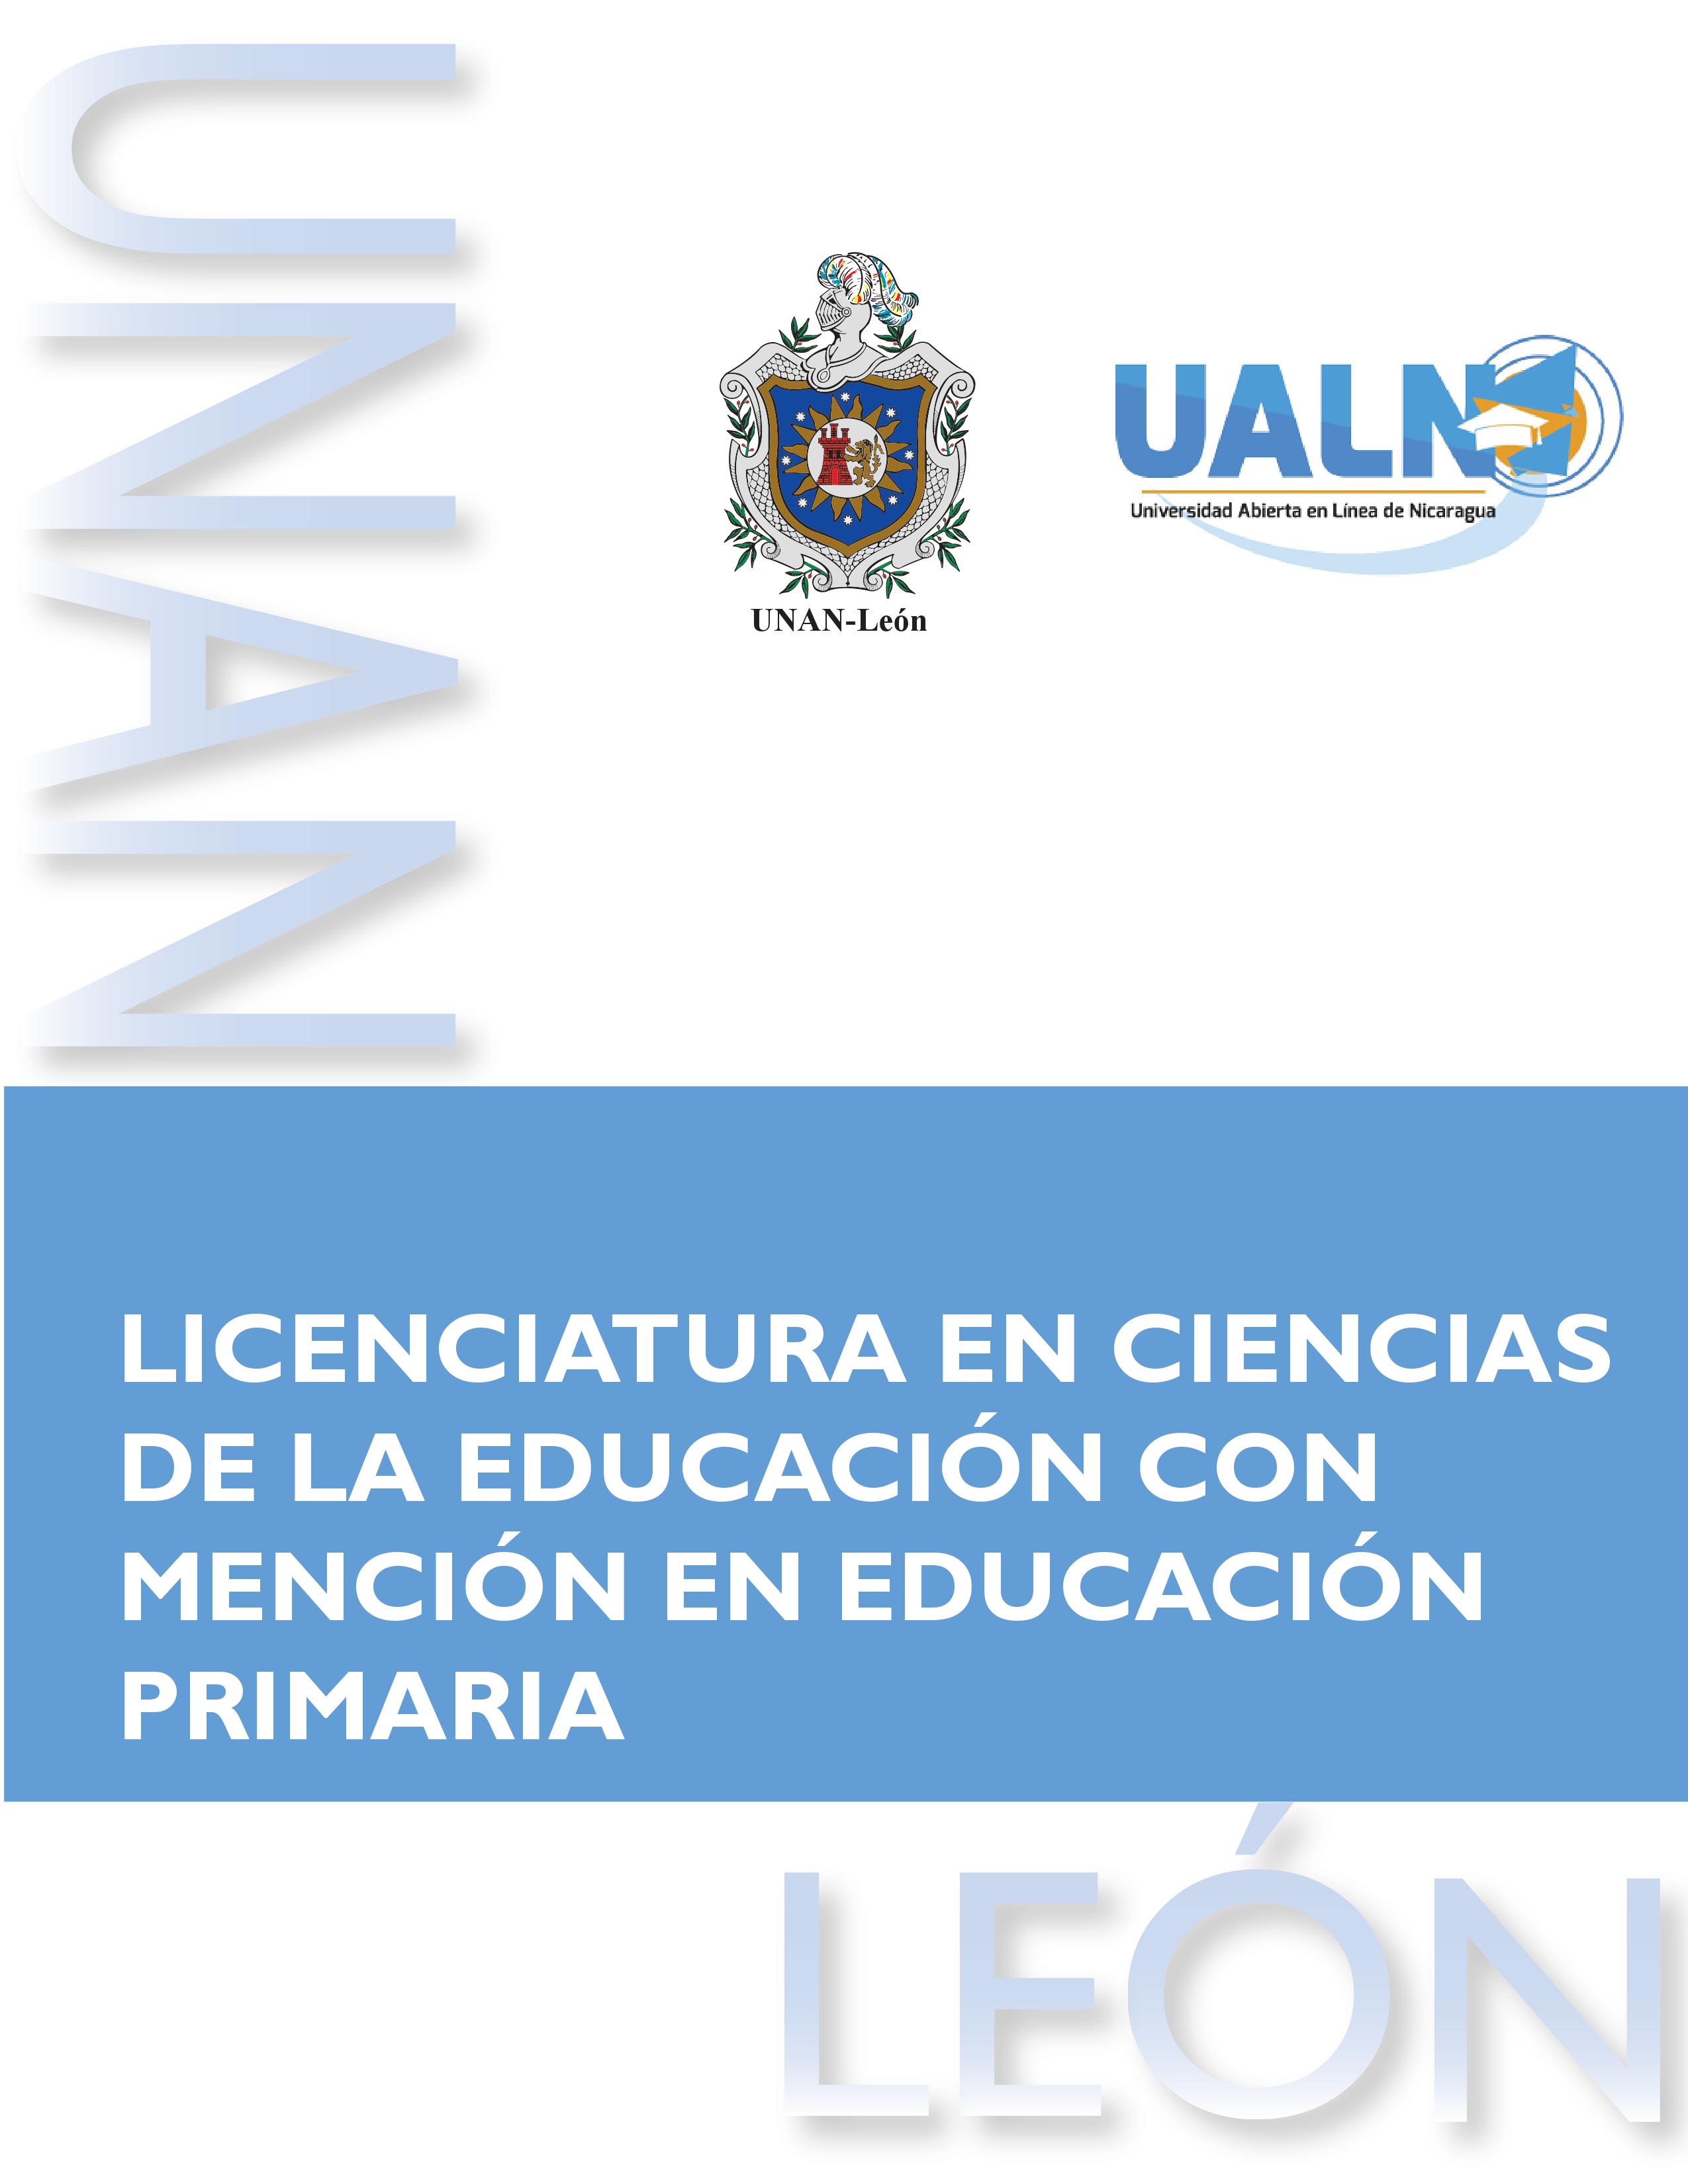 UNAN
UNAN-León
UALN
Universidad Abierta en Línea de Nicaragua
LICENCIATURA EN CIENCIAS
DE LA EDUCACIÓN CON
MENCIÓN EN EDUCACIÓN
PRIMARIA
LEÓN